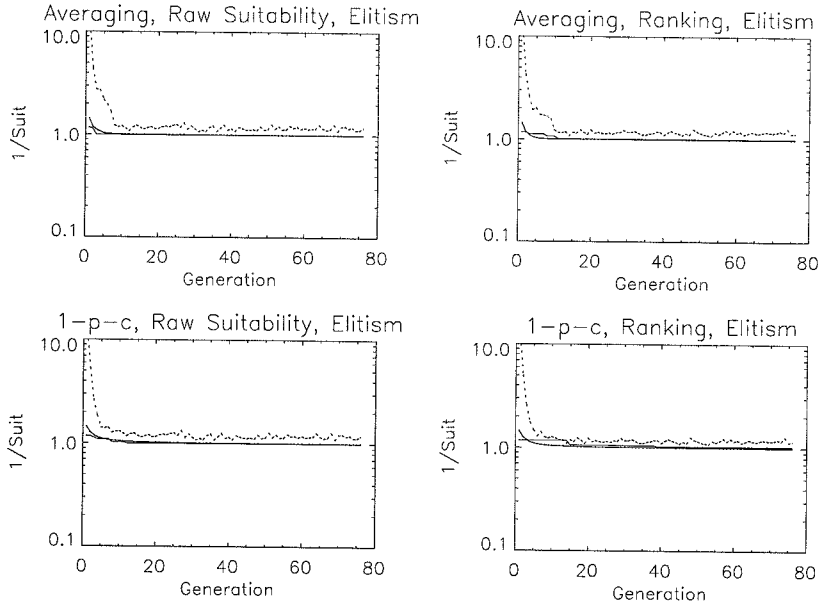 Averaging, Raw Suitability, Elitism
10.0
1.0
0.1
1/Suit
0 20 40 60 80
Generation
Averaging, Ranking, Elitism
10.0
1.0
0.1
1/Suit
0 20 40 60 80
Generation
1-p-c, Raw Suitability, Elitism
10.0
1.0
0.1
1/Suit
0 20 40 60 80
Generation
1-p-c, Ranking, Elitism
10.0
1.0
0.1
1/Suit
0 20 40 60 80
Generation